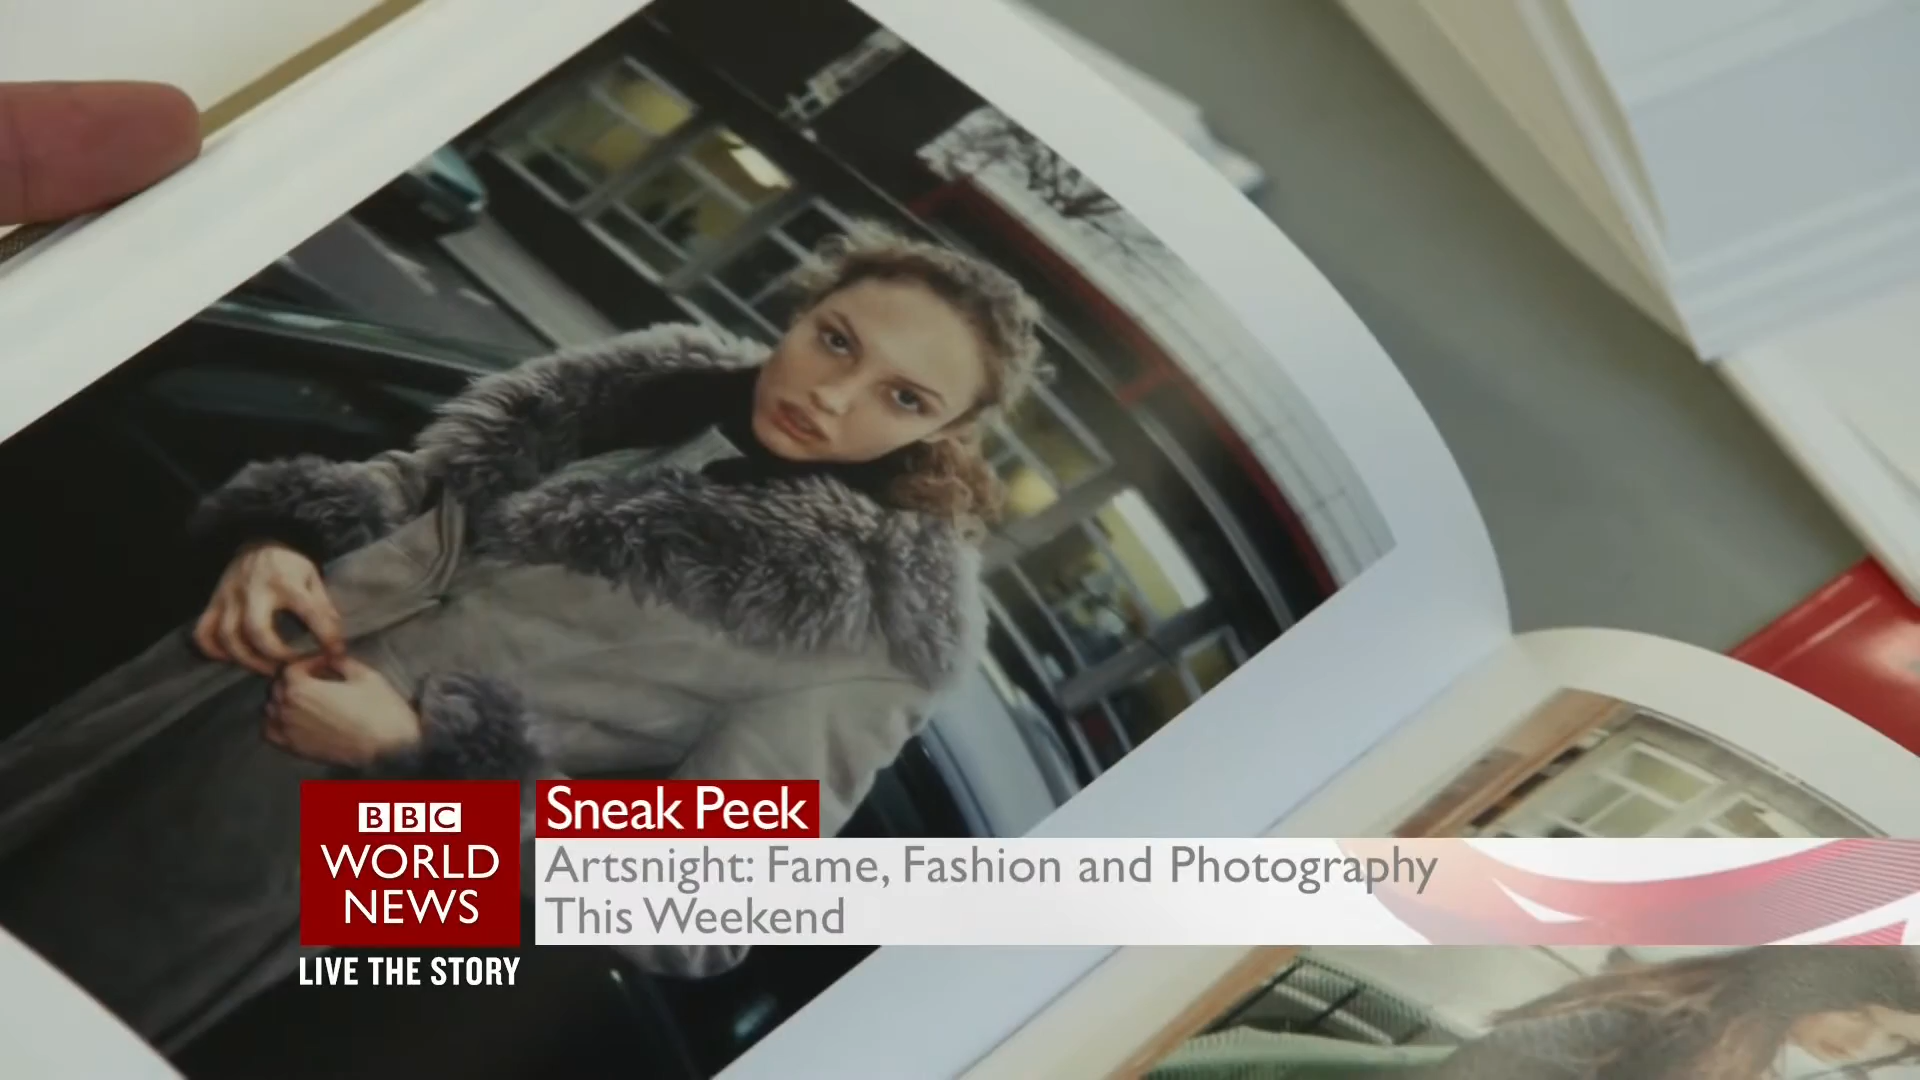 BBC
WORLD
NEWS
LIVE THE STORY
Sneak Peek
Artsnight: Fame, Fashion and Photography
This Weekend